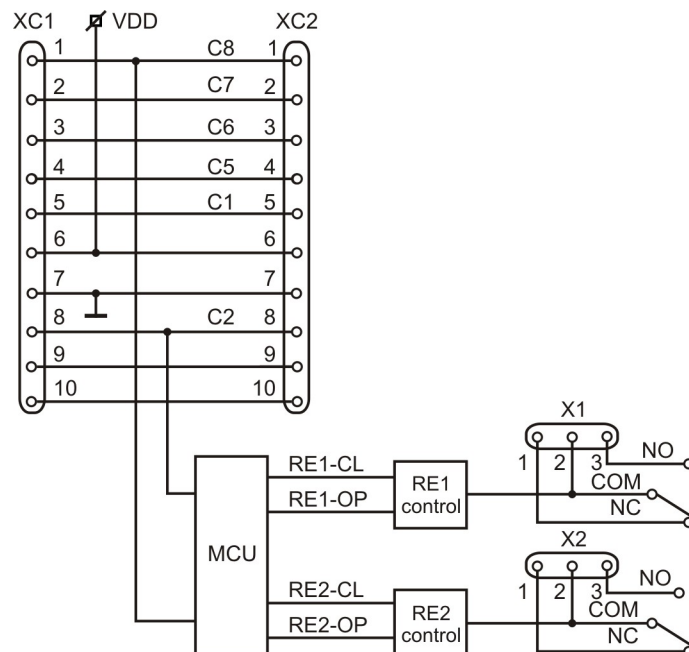 XC1 VDD XC2
1 C8 1
2 C7 2
3 C6 3
4 C5 4
5 C1 5
6 6
7 7
8 C2 8
9 9
10 10
X1
1 2 3 NO
COM
NC
RE1-CL
RE1-OP
RE1
control
MCU
X2
1 2 3 NO
COM
NC
RE2-CL
RE2-OP
RE2
control